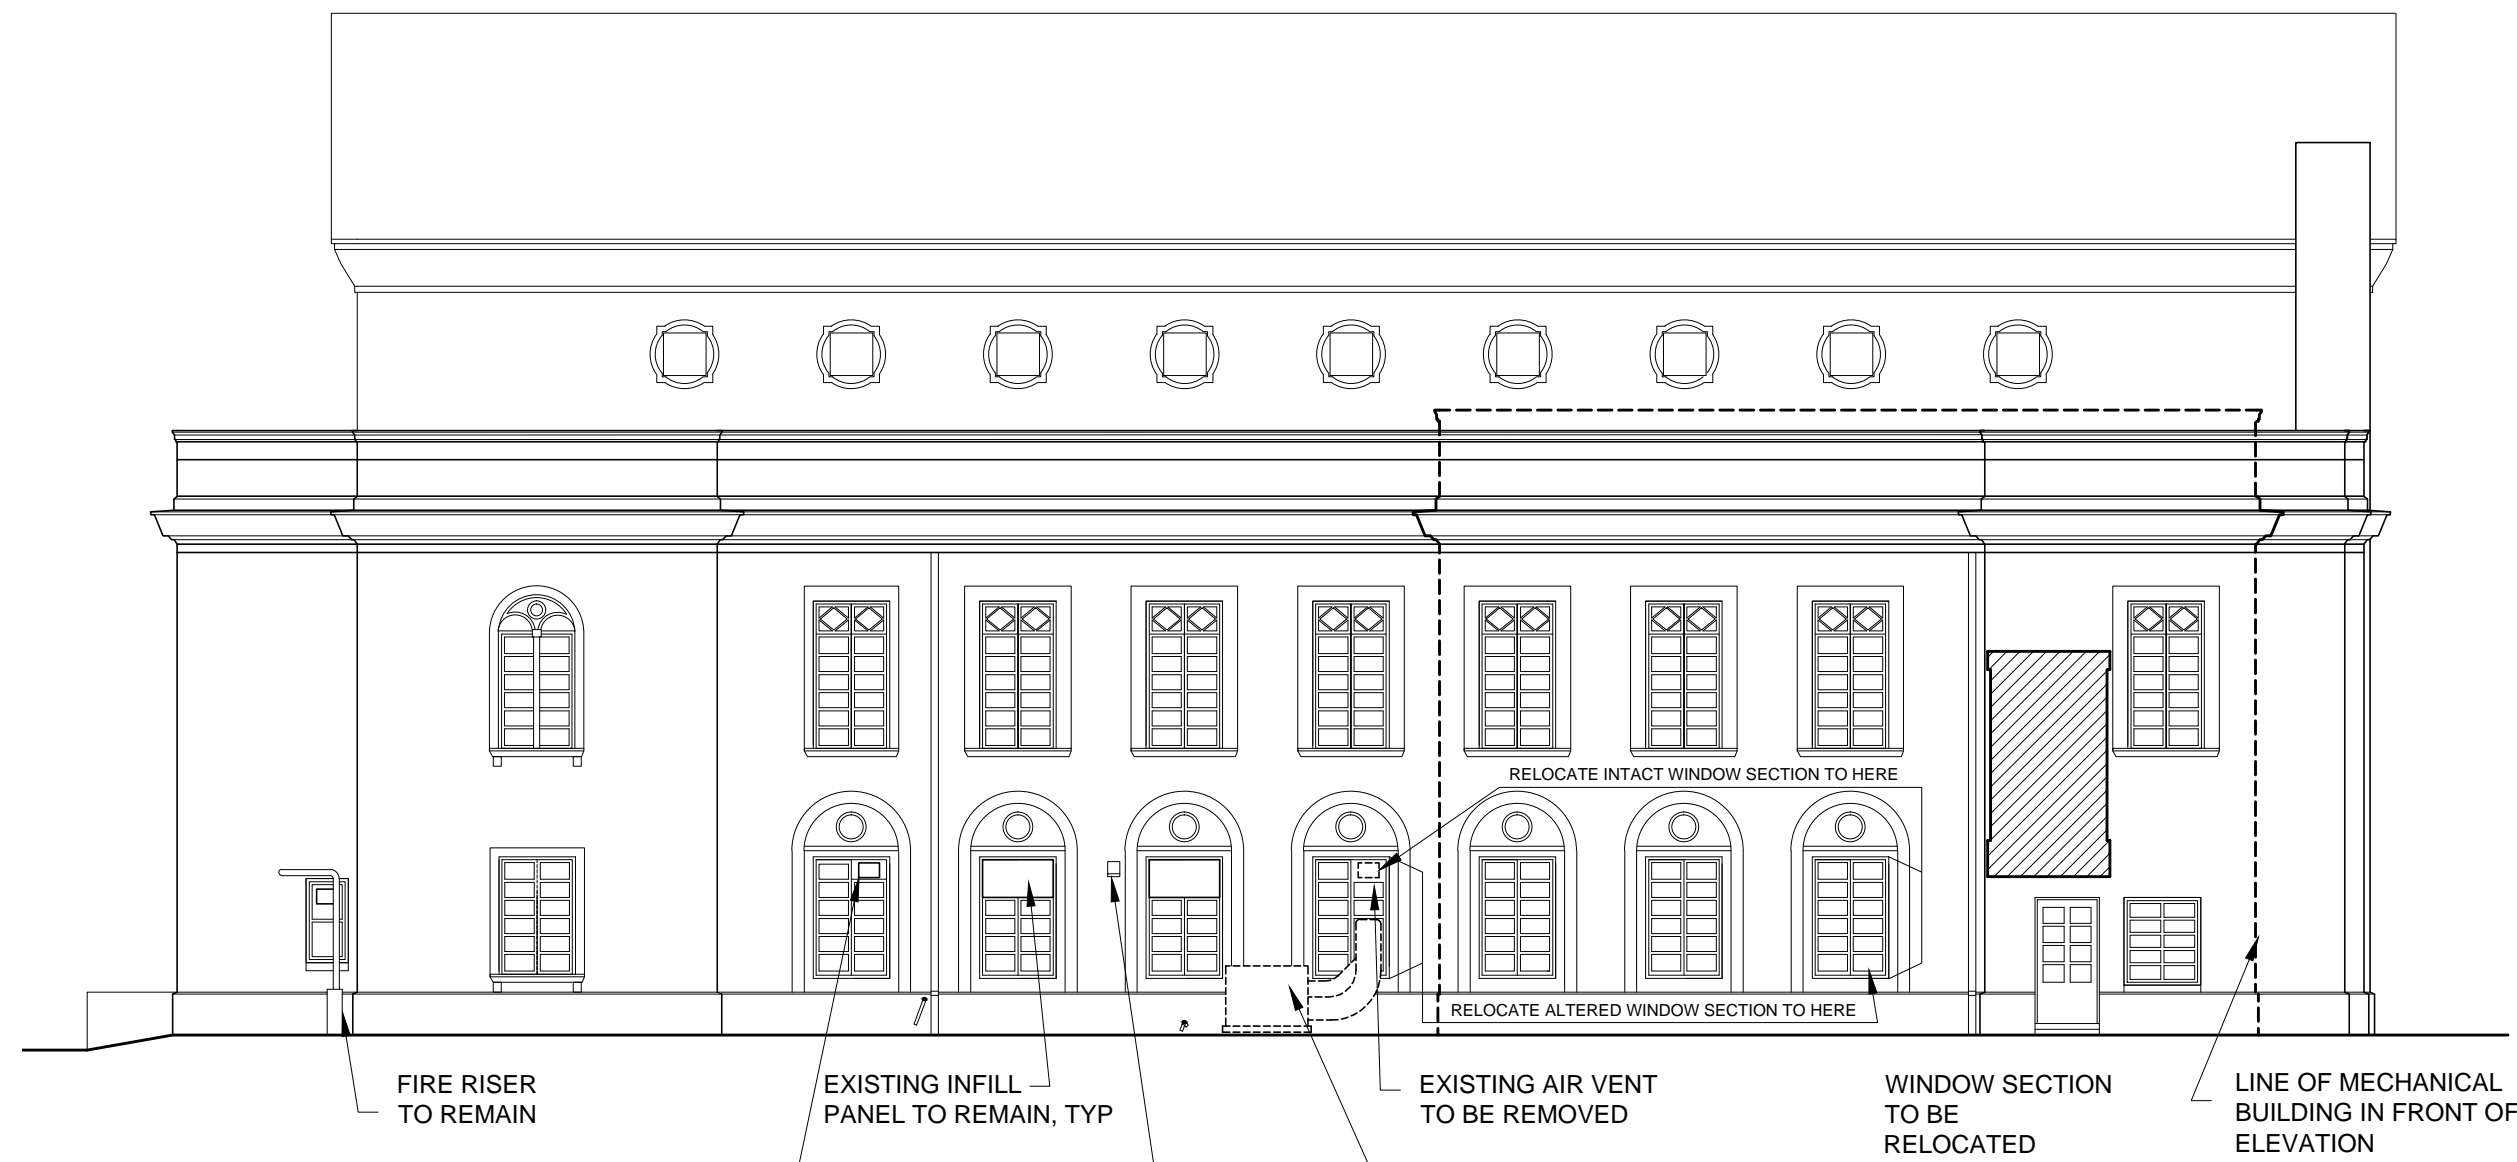 RELOCATE INTACT WINDOW SECTION TO HERE
RELOCATE ALTERED WINDOW SECTION TO HERE
FIRE RISER
TO REMAIN
EXISTING INFILL
PANEL TO REMAIN, TYP
EXISTING AIR VENT
TO BE REMOVED
WINDOW SECTION
TO BE
RELOCATED
LINE OF MECHANICAL
BUILDING IN FRONT OF
ELEVATION